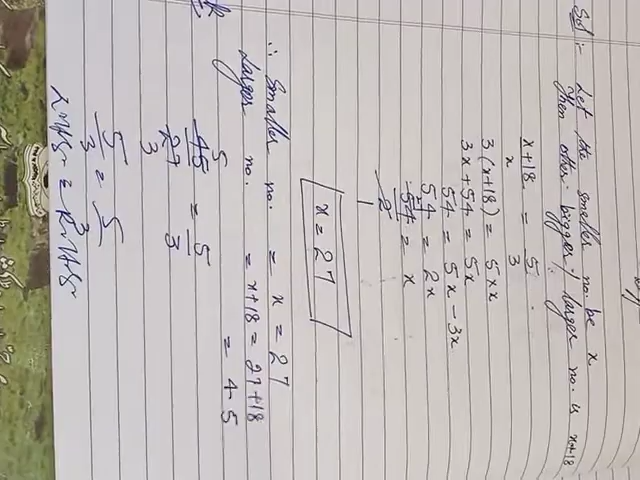 Sol :- Let the smaller no. be x
Then other bigger / larger no. is x+18
x+18 / x = 5 / 3
3(x+18) = 5×x
3x+54 = 5x
54 = 5x - 3x
54 = 2x
54 / 2 = x
x = 27
∴ Smaller no. = x = 27
Larger no. = x+18 = 27+18
= 45
45 / 27 = 5 / 3
5 3
5 / 3 = 5 / 3
LHS = RHS